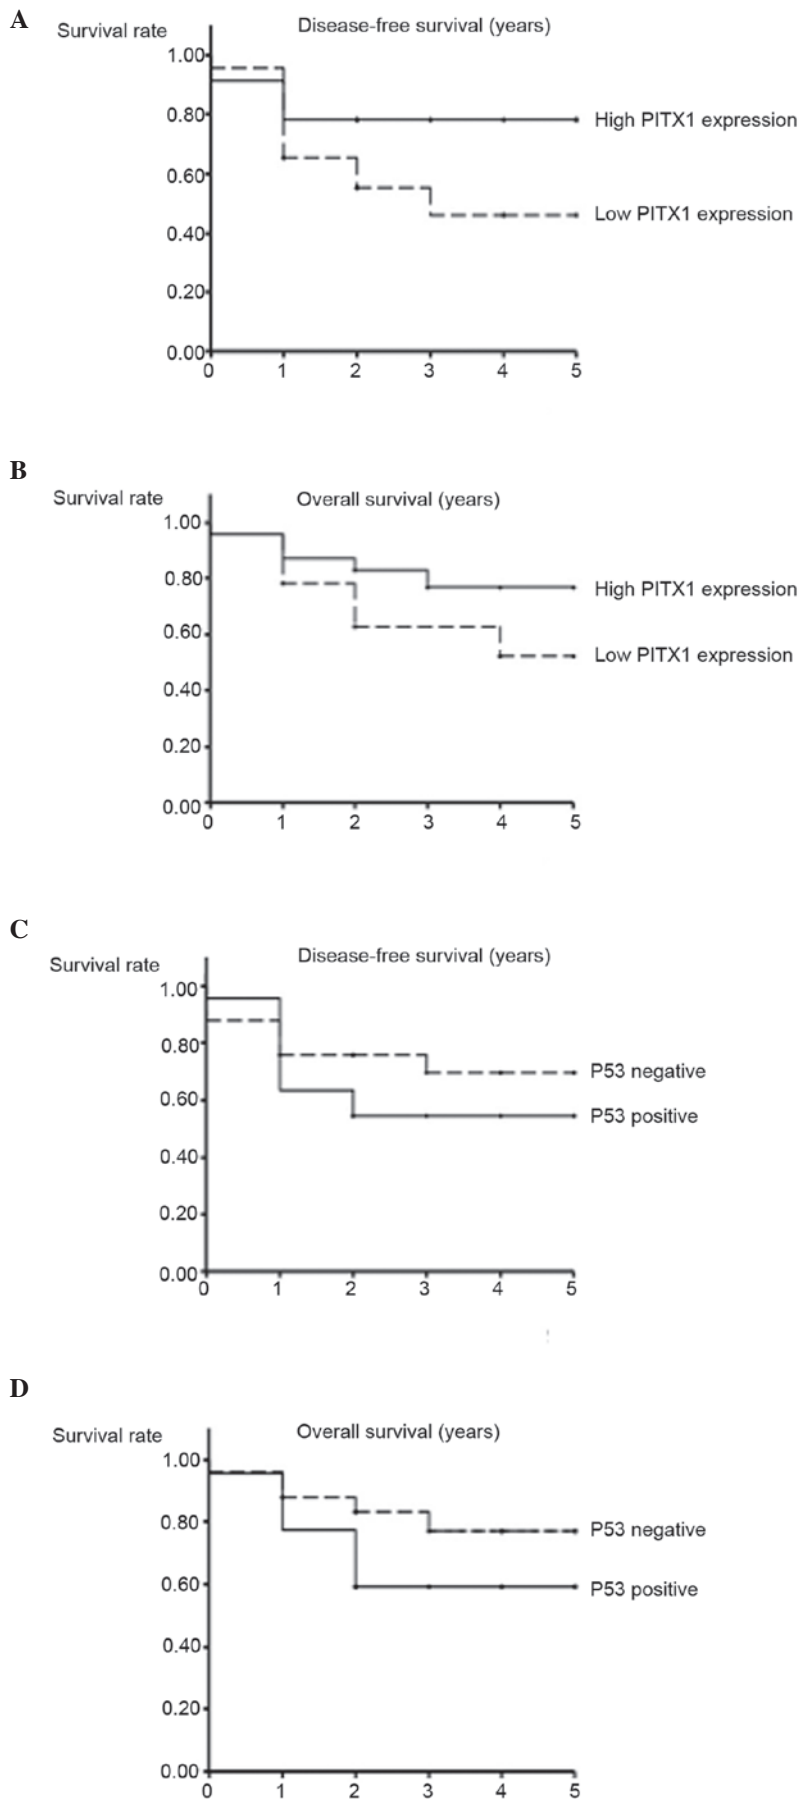 A
Survival rate
Disease-free survival (years)
1.00
0.80
High PITX1 expression
0.60
Low PITX1 expression
0.40
0.20
0.00
0 1 2 3 4 5
B
Survival rate
Overall survival (years)
1.00
0.80
High PITX1 expression
0.60
Low PITX1 expression
0.40
0.20
0.00
0 1 2 3 4 5
C
Survival rate
Disease-free survival (years)
1.00
0.80
P53 negative
0.60
P53 positive
0.40
0.20
0.00
0 1 2 3 4 5
D
Survival rate
Overall survival (years)
1.00
0.80
P53 negative
0.60
P53 positive
0.40
0.20
0.00
0 1 2 3 4 5